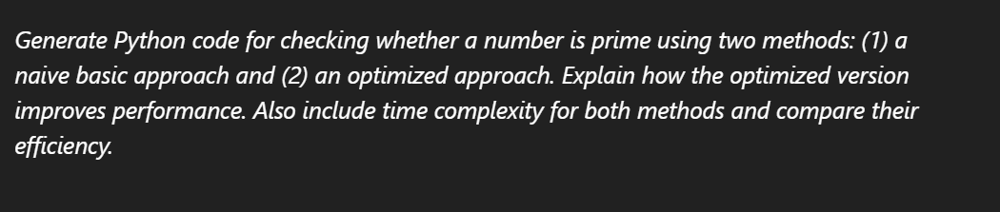 Generate Python code for checking whether a number is prime using two methods: (1) a
naive basic approach and (2) an optimized approach. Explain how the optimized version
improves performance. Also include time complexity for both methods and compare their
efficiency.